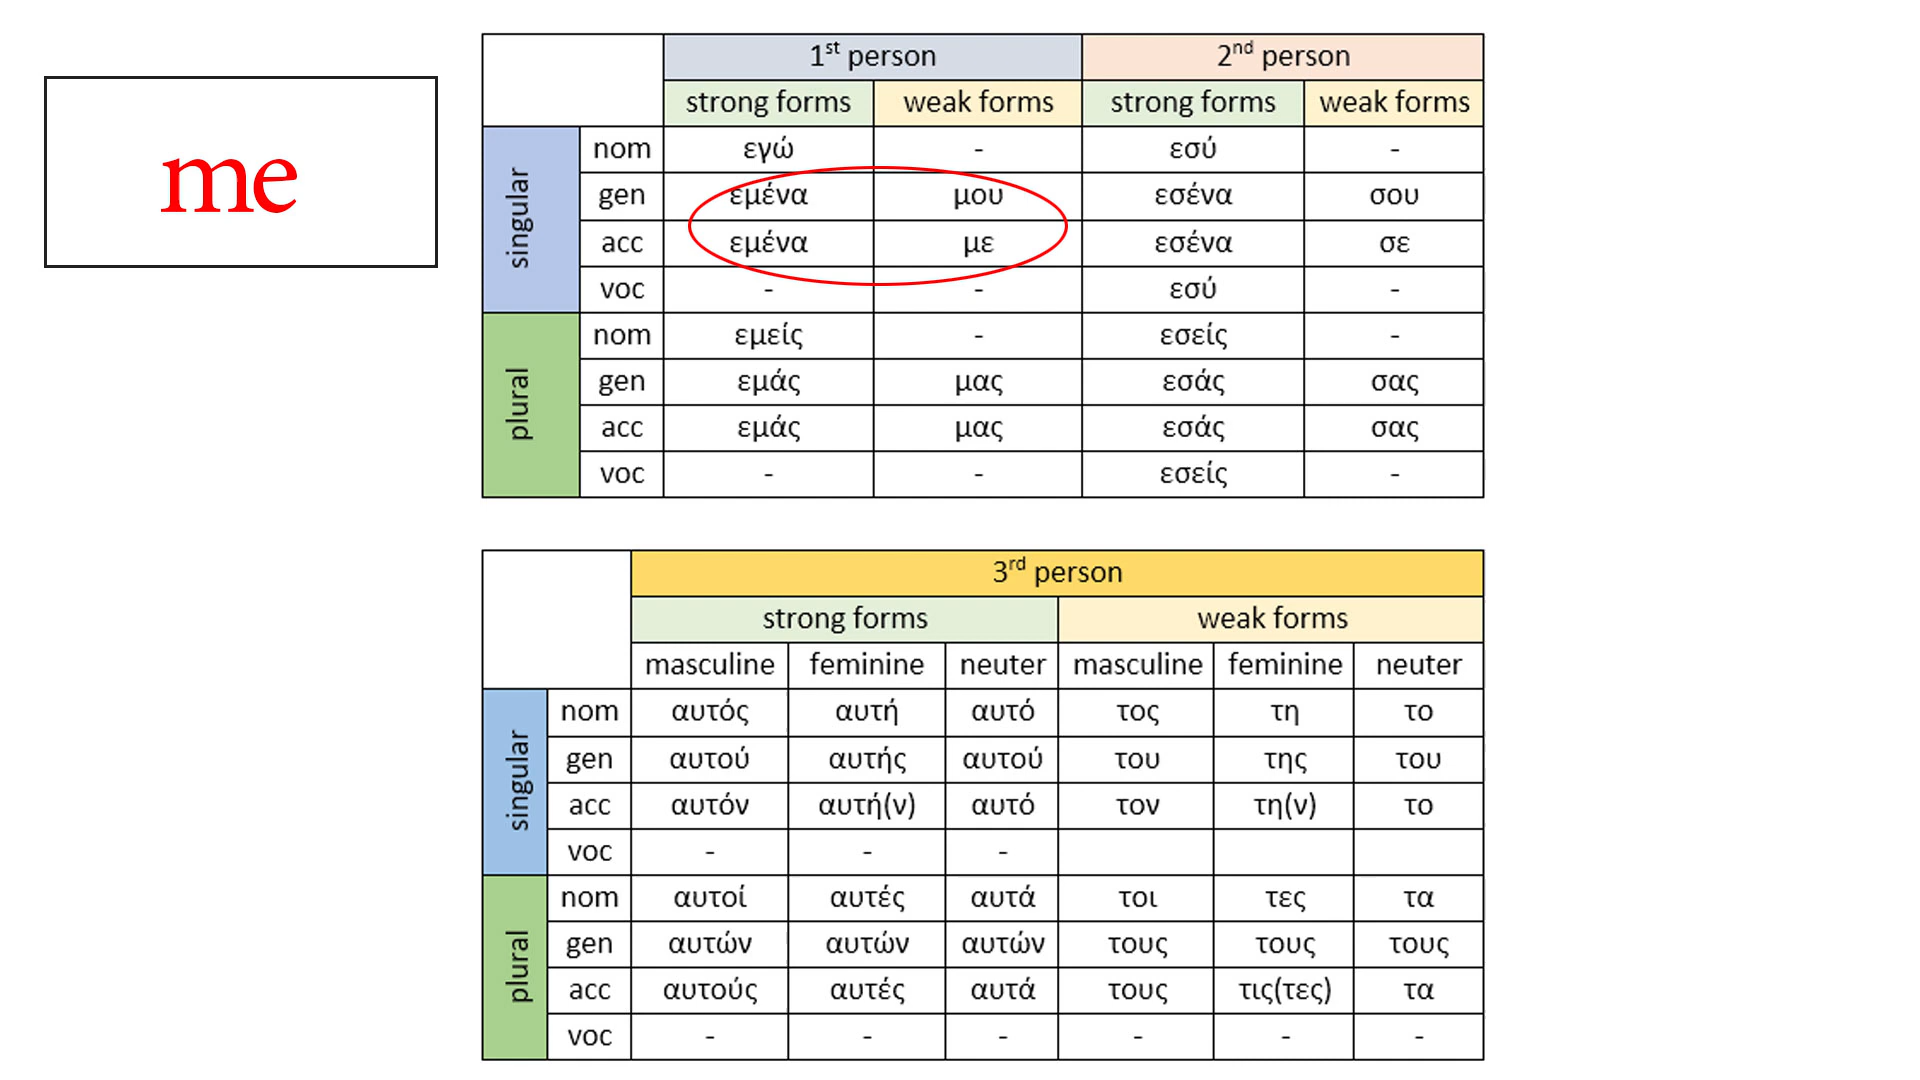 me
1st person 2nd person
strong forms weak forms strong forms weak forms
singular
nom εγώ - εσύ -
gen εμένα μου εσένα σου
acc εμένα με εσένα σε
voc - - εσύ -
plural
nom εμείς - εσείς -
gen εμάς μας εσάς σας
acc εμάς μας εσάς σας
voc - - εσείς -
3rd person
strong forms weak forms
masculine feminine neuter masculine feminine neuter
singular
nom αυτός αυτή αυτό τος τη το
gen αυτού αυτής αυτού του της του
acc αυτόν αυτή(ν) αυτό τον τη(ν) το
voc - - -
plural
nom αυτοί αυτές αυτά τοι τες τα
gen αυτών αυτών αυτών τους τους τους
acc αυτούς αυτές αυτά τους τις(τες) τα
voc - - - - - -